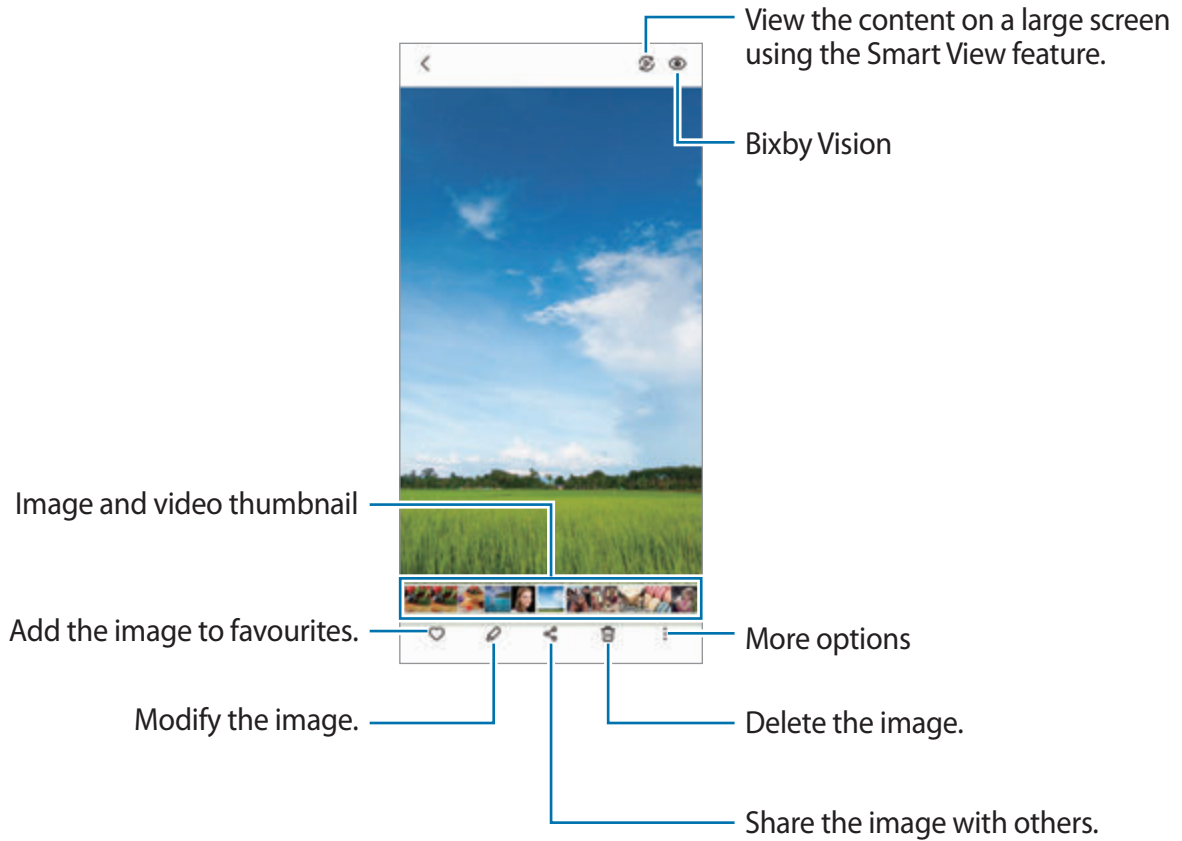 View the content on a large screen
using the Smart View feature.
Bixby Vision
Image and video thumbnail
Add the image to favourites.
More options
Modify the image.
Delete the image.
Share the image with others.